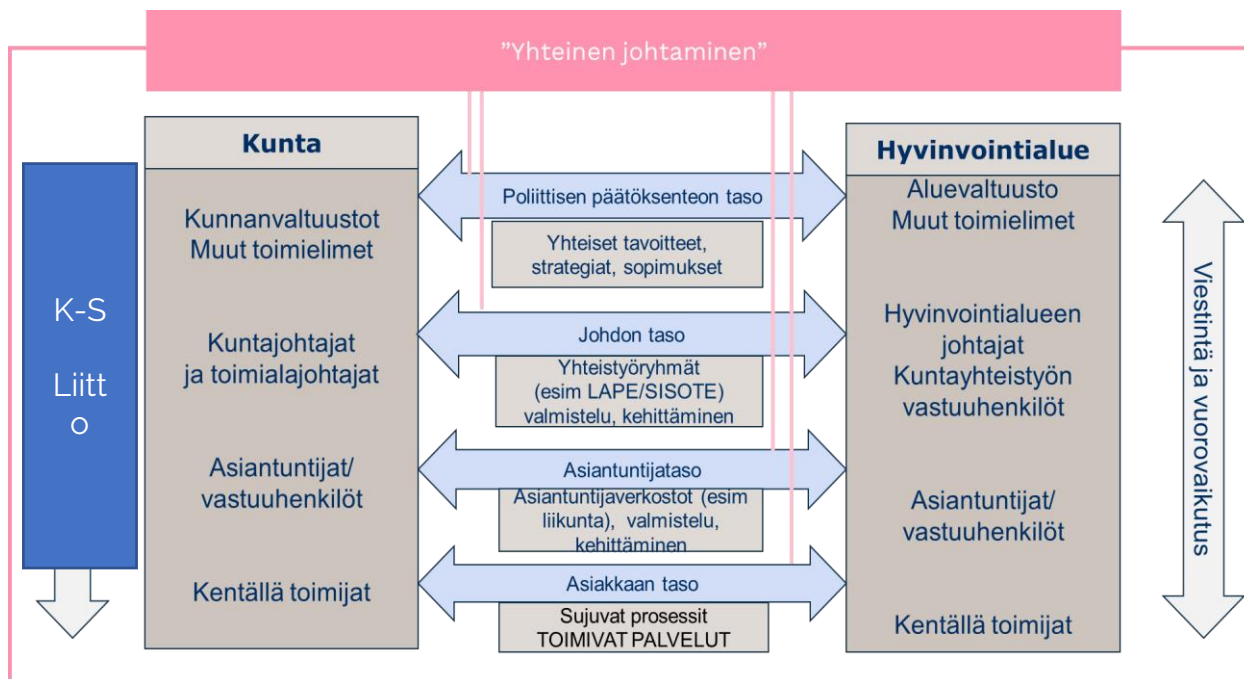 ”Yhteinen johtaminen”
K-S
Liitt
o
Kunta
Kunnanvaltuustot
Muut toimielimet
Kuntajohtajat
ja toimialajohtajat
Asiantuntijat/
vastuuhenkilöt
Kentällä toimijat
Poliittisen päätöksenteon taso
Yhteiset tavoitteet,
strategiat, sopimukset
Johdon taso
Yhteistyöryhmät
(esim LAPE/SISOTE)
valmistelu, kehittäminen
Asiantuntijataso
Asiantuntijaverkostot (esim
liikunta), valmistelu,
kehittäminen
Asiakkaan taso
Sujuvat prosessit
TOIMIVAT PALVELUT
Hyvinvointialue
Aluevaltuusto
Muut toimielimet
Hyvinvointialueen
johtajat
Kuntayhteistyön
vastuuhenkilöt
Asiantuntijat/
vastuuhenkilöt
Kentällä toimijat
Viestintä ja vuorovaikutus